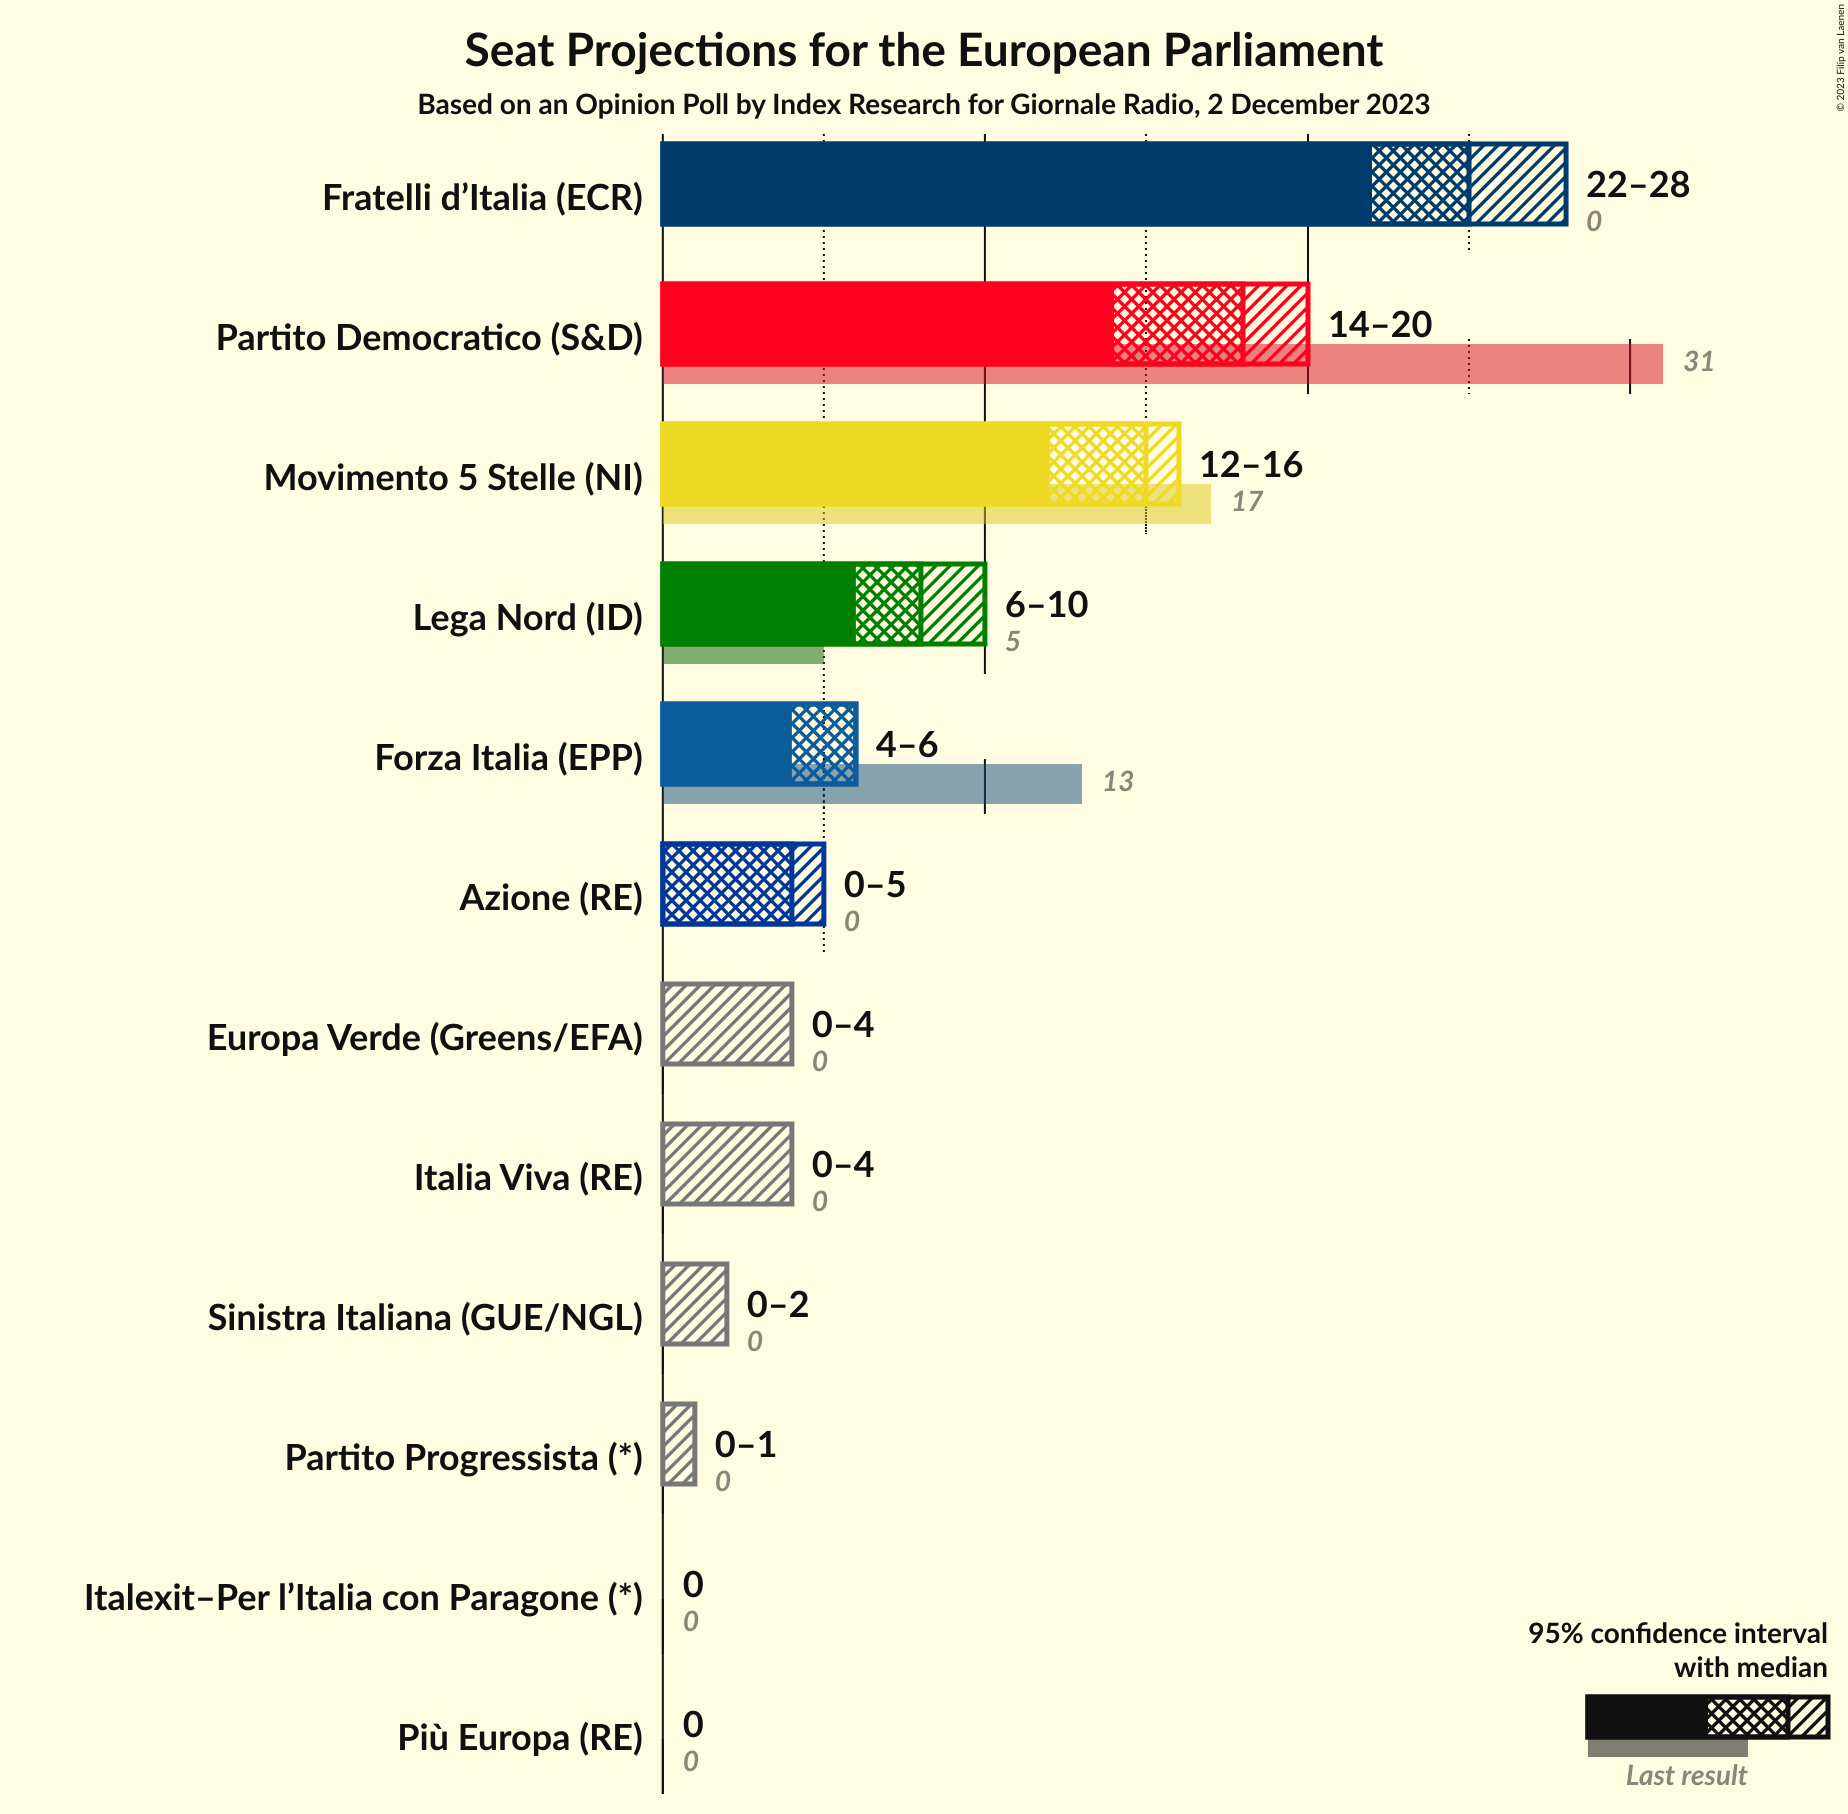 Seat Projections for the European Parliament
Based on an Opinion Poll by Index Research for Giornale Radio, 2 December 2023
© 2023 Filip van Laenen
Fratelli d’Italia (ECR)
22–28
0
Partito Democratico (S&D)
14–20
31
Movimento 5 Stelle (NI)
12–16
17
Lega Nord (ID)
6–10
5
Forza Italia (EPP)
4–6
13
Azione (RE)
0–5
0
Europa Verde (Greens/EFA)
0–4
0
Italia Viva (RE)
0–4
0
Sinistra Italiana (GUE/NGL)
0–2
0
Partito Progressista (*)
0–1
0
Italexit–Per l’Italia con Paragone (*)
0
0
Più Europa (RE)
0
0
95% confidence interval
with median
Last result